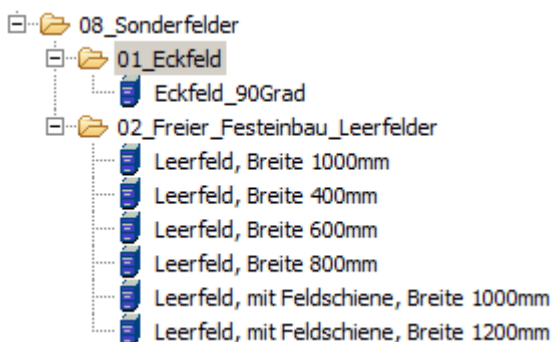 08_Sonderfelder
01_Eckfeld
Eckfeld_90Grad
02_Freier_Festeinbau_Leerfelder
Leerfeld, Breite 1000mm
Leerfeld, Breite 400mm
Leerfeld, Breite 600mm
Leerfeld, Breite 800mm
Leerfeld, mit Feldschiene, Breite 1000mm
Leerfeld, mit Feldschiene, Breite 1200mm